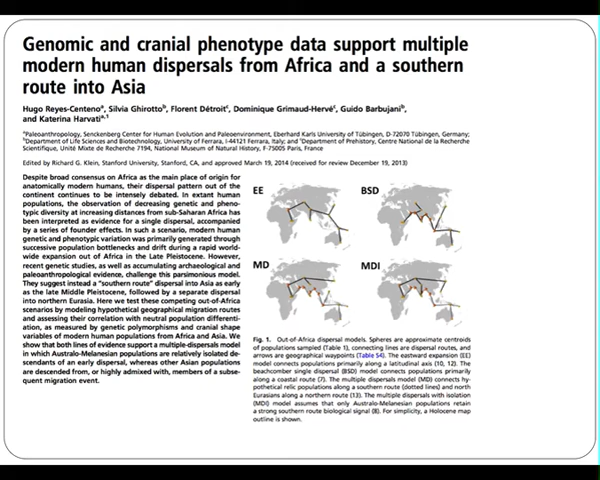 Genomic and cranial phenotype data support multiple
modern human dispersals from Africa and a southern
route into Asia
Hugo Reyes-Centenoᵃ, Silvia Ghirottoᵇ, Florent Détroitᶜ, Dominique Grimaud-Hervéᶜ, Guido Barbujaniᵇ,
and Katerina Harvatiᵃ,¹
ᵃPaleoanthropology, Senckenberg Center for Human Evolution and Paleoenvironment, Eberhard Karls University of Tübingen, D-72070 Tübingen, Germany;
ᵇDepartment of Life Sciences and Biotechnology, University of Ferrara, I-44121 Ferrara, Italy; and ᶜDepartment of Prehistory, Centre National de la Recherche
Scientifique, Unité Mixte de Recherche 7194, National Museum of Natural History, F-75005 Paris, France
Edited by Richard G. Klein, Stanford University, Stanford, CA, and approved March 19, 2014 (received for review December 19, 2013)
Despite broad consensus on Africa as the main place of origin for
anatomically modern humans, their dispersal pattern out of the
continent continues to be intensely debated. In extant human
populations, the observation of decreasing genetic and pheno-
typic diversity at increasing distances from sub-Saharan Africa has
been interpreted as evidence for a single dispersal, accompanied
by a series of founder effects. In such a scenario, modern human
genetic and phenotypic variation was primarily generated through
successive population bottlenecks and drift during a rapid world-
wide expansion out of Africa in the Late Pleistocene. However,
recent genetic studies, as well as accumulating archaeological and
paleoanthropological evidence, challenge this parsimonious model.
They suggest instead a "southern route" dispersal into Asia as early
as the late Middle Pleistocene, followed by a separate dispersal
into northern Eurasia. Here we test these competing out-of-Africa
scenarios by modeling hypothetical geographical migration routes
and assessing their correlation with neutral population differenti-
ation, as measured by genetic polymorphisms and cranial shape
variables of modern human populations from Africa and Asia. We
show that both lines of evidence support a multiple-dispersals model
in which Australo-Melanesian populations are relatively isolated de-
scendants of an early dispersal, whereas other Asian populations
are descended from, or highly admixed with, members of a subse-
quent migration event.
EE
BSD
MD
MDI
Fig. 1. Out-of-Africa dispersal models. Spheres are approximate centroids
of populations sampled (Table 1), connecting lines are dispersal routes, and
arrows are geographical waypoints (Table S4). The eastward expansion (EE)
model connects populations primarily along a latitudinal axis (10, 12). The
beachcomber single dispersal (BSD) model connects populations primarily
along a coastal route (7). The multiple dispersals model (MD) connects hy-
pothetical relic populations along a southern route (dotted lines) and north
Eurasians along a northern route (13). The multiple dispersals with isolation
(MDI) model assumes that only Australo-Melanesian populations retain
a strong southern route biological signal (8). For simplicity, a Holocene map
outline is shown.